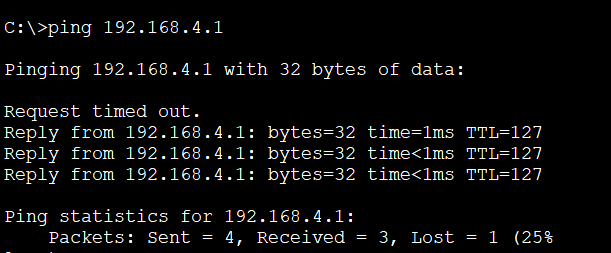 C:\>ping 192.168.4.1
Pinging 192.168.4.1 with 32 bytes of data:
Request timed out.
Reply from 192.168.4.1: bytes=32 time=1ms TTL=127
Reply from 192.168.4.1: bytes=32 time<1ms TTL=127
Reply from 192.168.4.1: bytes=32 time<1ms TTL=127
Ping statistics for 192.168.4.1:
Packets: Sent = 4, Received = 3, Lost = 1 (25%